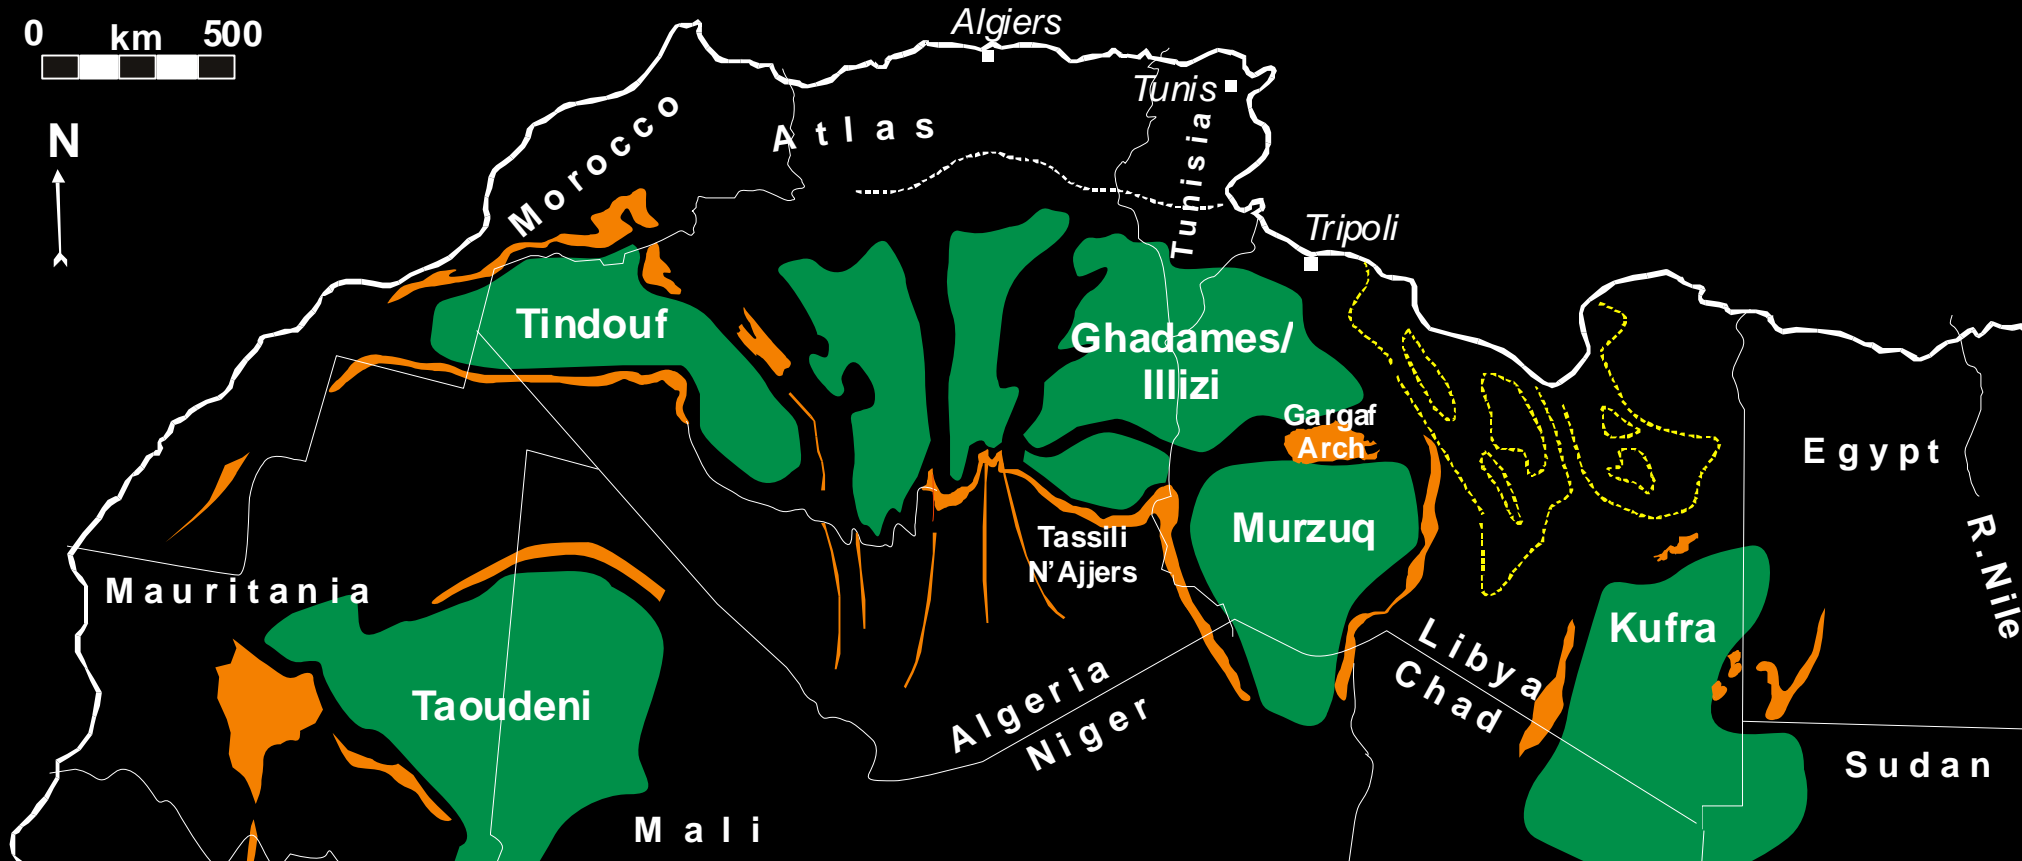 0 km 500
N
Algiers
Tunis
Tunisia
Morocco
Atlas
Tripoli
Tindouf
Ghadames/
Illizi
Gargaf
Arch
Egypt
R.Nile
Murzuq
Tassili
N'Ajjers
Mauritania
Kufra
Libya
Chad
Algeria
Niger
Taoudeni
Sudan
Mali